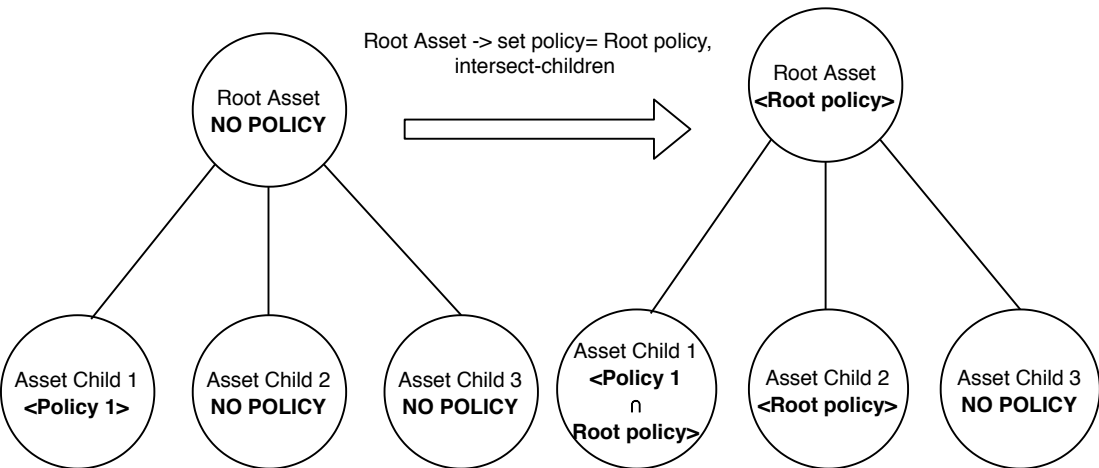 Root Asset -> set policy= Root policy,
intersect-children
Root Asset
NO POLICY
Root Asset
<Root policy>
Asset Child 1
<Policy 1>
Asset Child 2
NO POLICY
Asset Child 3
NO POLICY
Asset Child 1
<Policy 1
∩
Root policy>
Asset Child 2
<Root policy>
Asset Child 3
NO POLICY